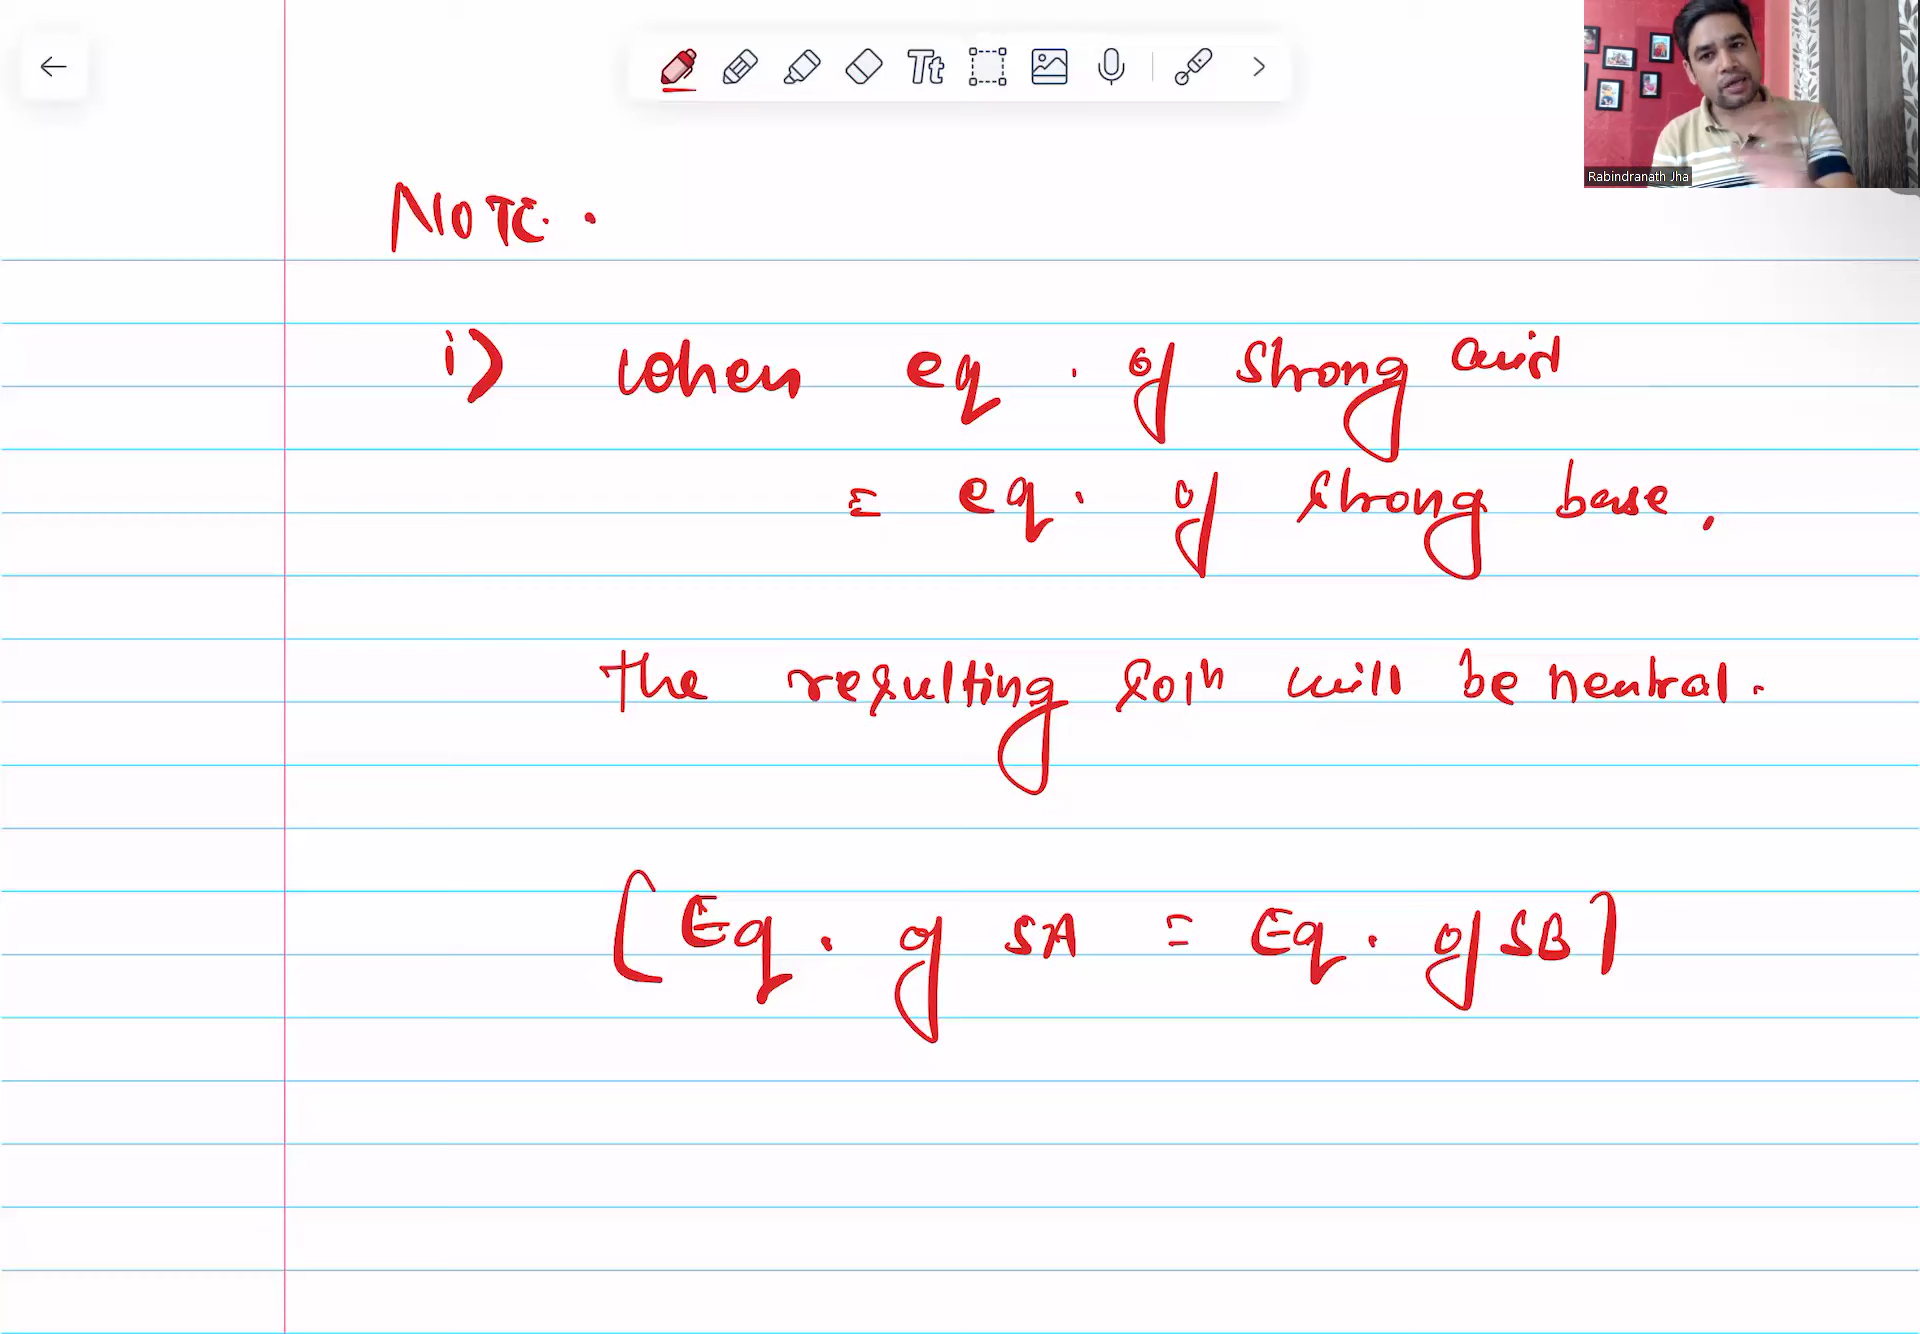 Tt
Rabindranath Jha
NOTE.
i) When eq. of strong acid
= eq. of strong base.
The resulting soln will be neutral.
[Eq. of SA = Eq. of SB]